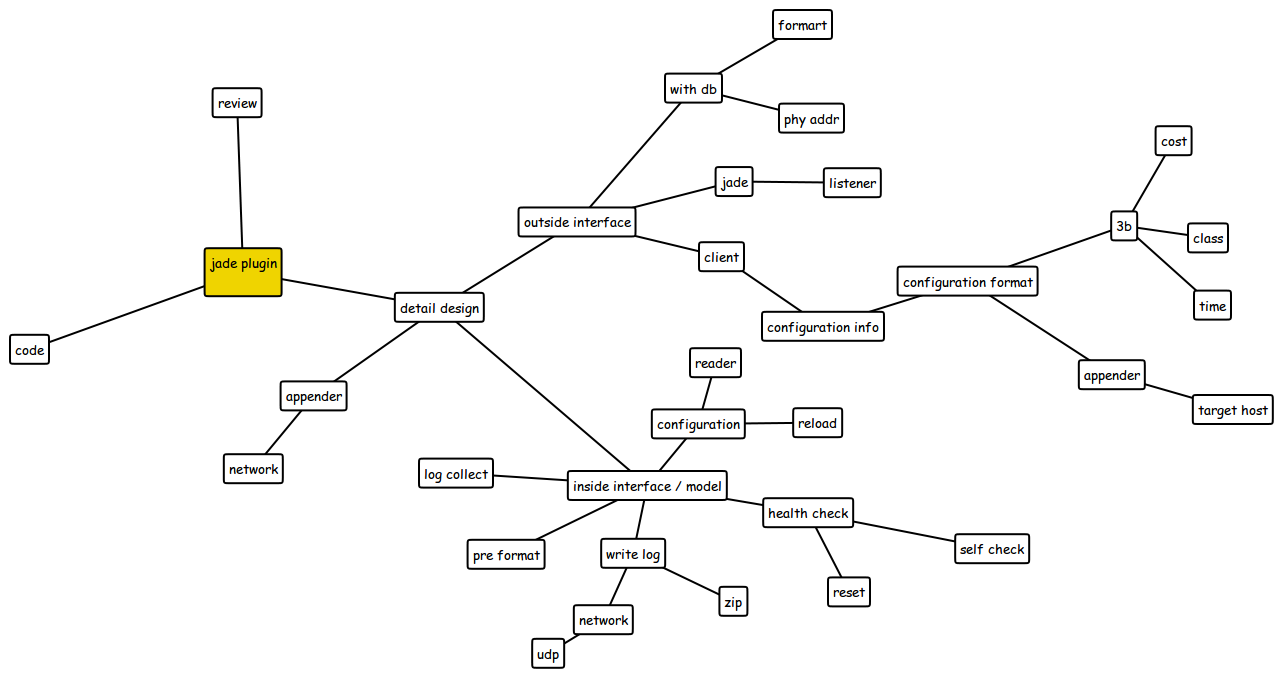 formart
with db
review
phy addr
cost
jade
listener
outside interface
3b
class
client
jade plugin
configuration format
detail design
time
configuration info
code
reader
appender
appender
target host
configuration
reload
network
log collect
inside interface / model
health check
pre format
write log
self check
reset
zip
network
udp